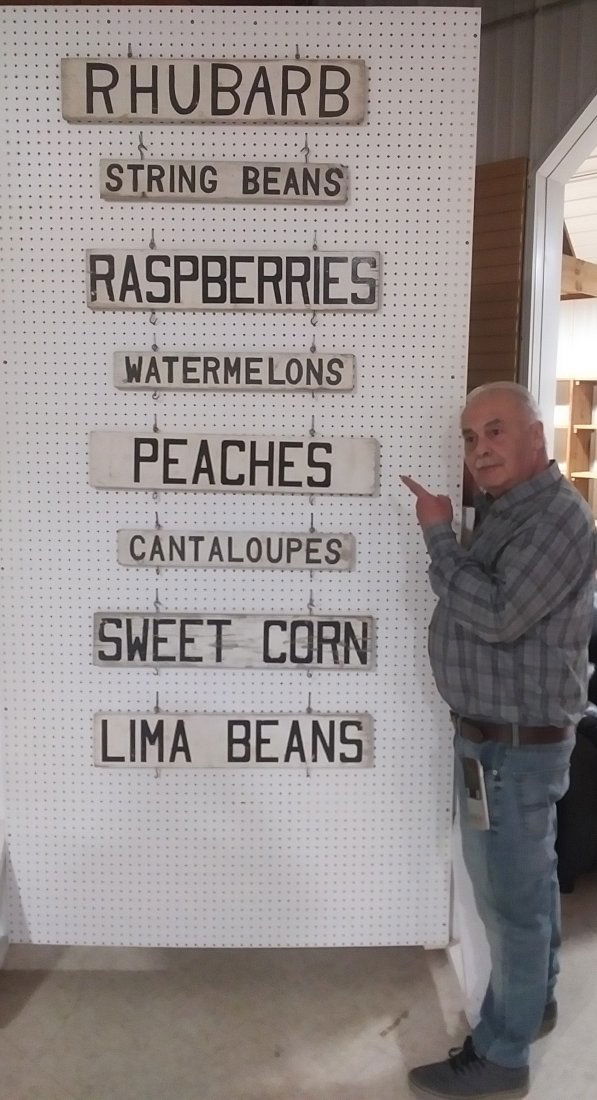 RHUBARB
STRING BEANS
RASPBERRIES
WATERMELONS
PEACHES
CANTALOUPES
SWEET CORN
LIMA BEANS